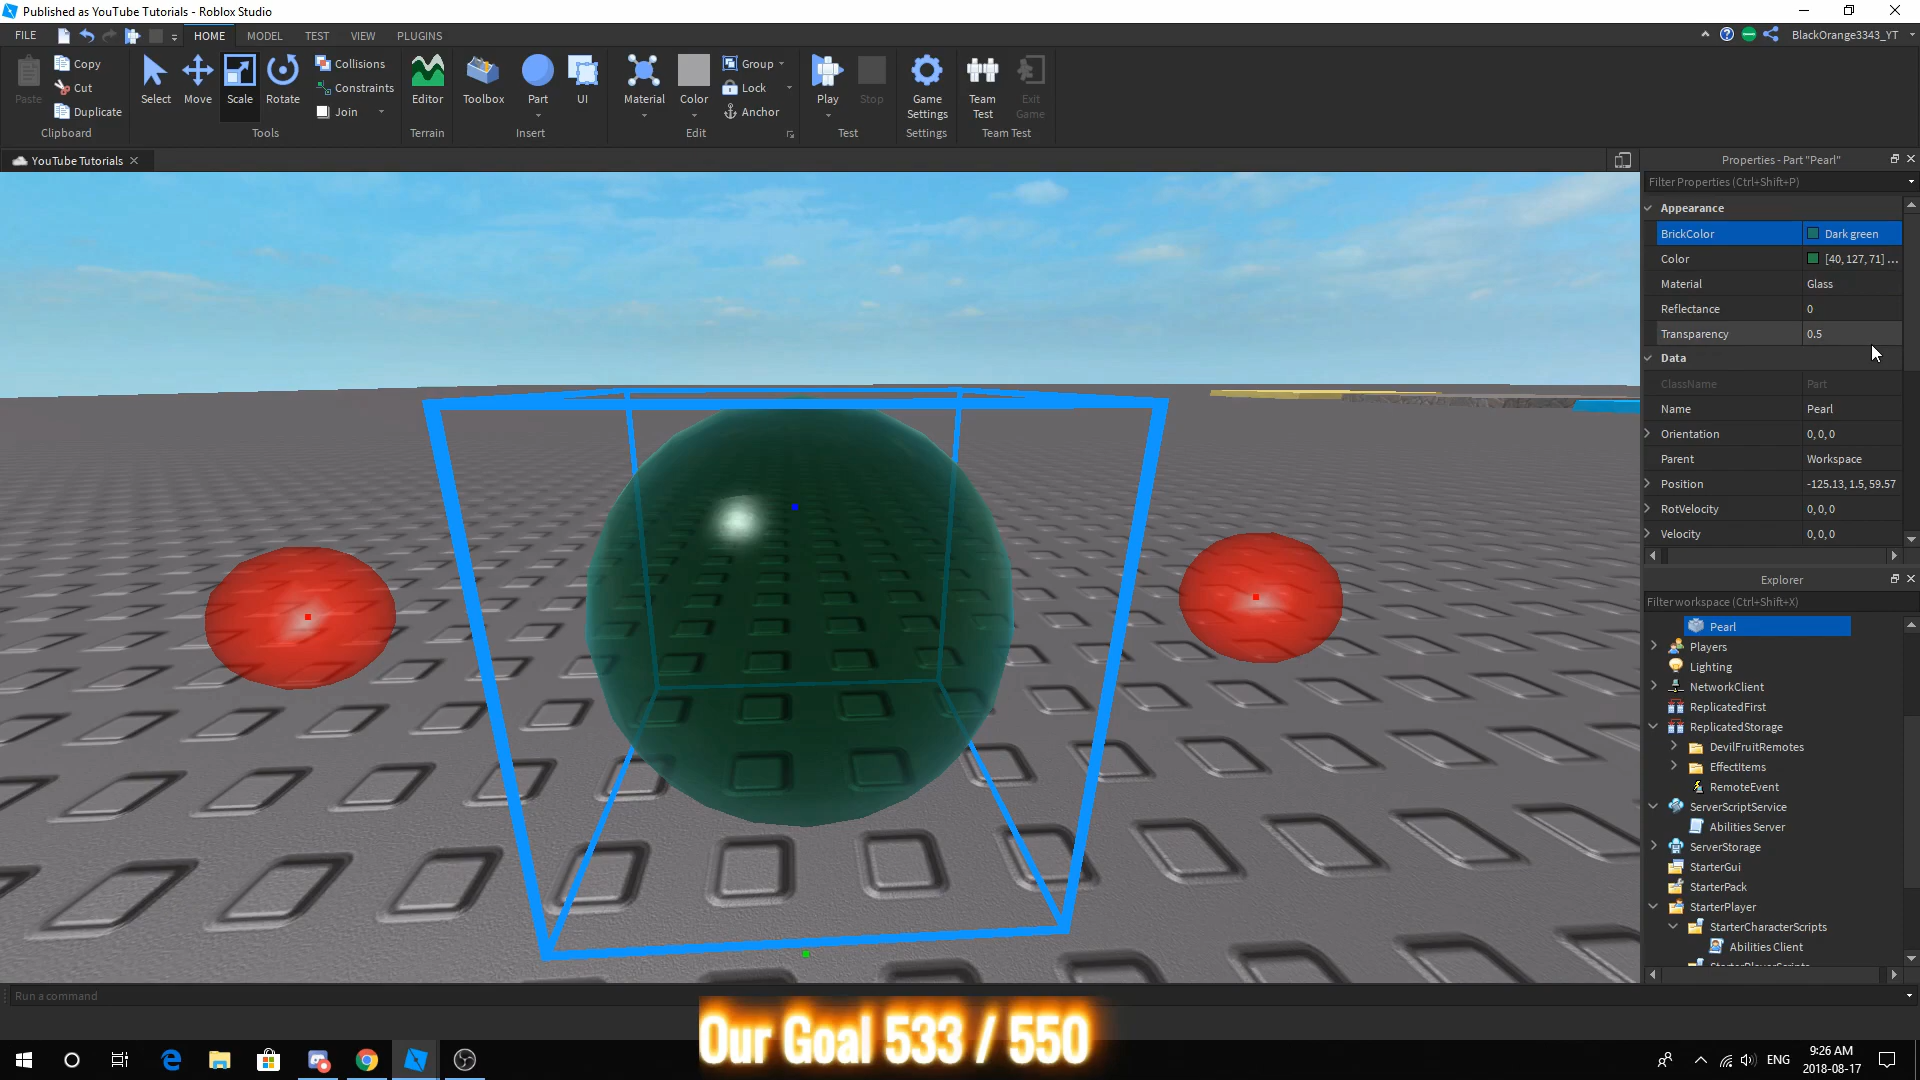 Published as YouTube Tutorials - Roblox Studio
FILE
HOME
MODEL
TEST
VIEW
PLUGINS
BlackOrange3343_YT
Paste
Copy
Cut
Duplicate
Clipboard
Select
Move
Scale
Rotate
Collisions
Constraints
Join
Tools
Editor
Terrain
Toolbox
Part
UI
Insert
Material
Color
Group
Lock
Anchor
Edit
Play
Stop
Test
Game
Settings
Settings
Team
Test
Exit
Game
Team Test
YouTube Tutorials
Properties - Part "Pearl"
Filter Properties (Ctrl+Shift+P)
Appearance
BrickColor Dark green
Color [40, 127, 71] ...
Material Glass
Reflectance 0
Transparency 0.5
Data
ClassName Part
Name Pearl
Orientation 0, 0, 0
Parent Workspace
Position -125.13, 1.5, 59.57
RotVelocity 0, 0, 0
Velocity 0, 0, 0
Explorer
Filter workspace (Ctrl+Shift+X)
Pearl
Players
Lighting
NetworkClient
ReplicatedFirst
ReplicatedStorage
DevilFruitRemotes
EffectItems
RemoteEvent
ServerScriptService
Abilities Server
ServerStorage
StarterGui
StarterPack
StarterPlayer
StarterCharacterScripts
Abilities Client
Run a command
Our Goal 533 / 550
ENG
9:26 AM
2018-08-17